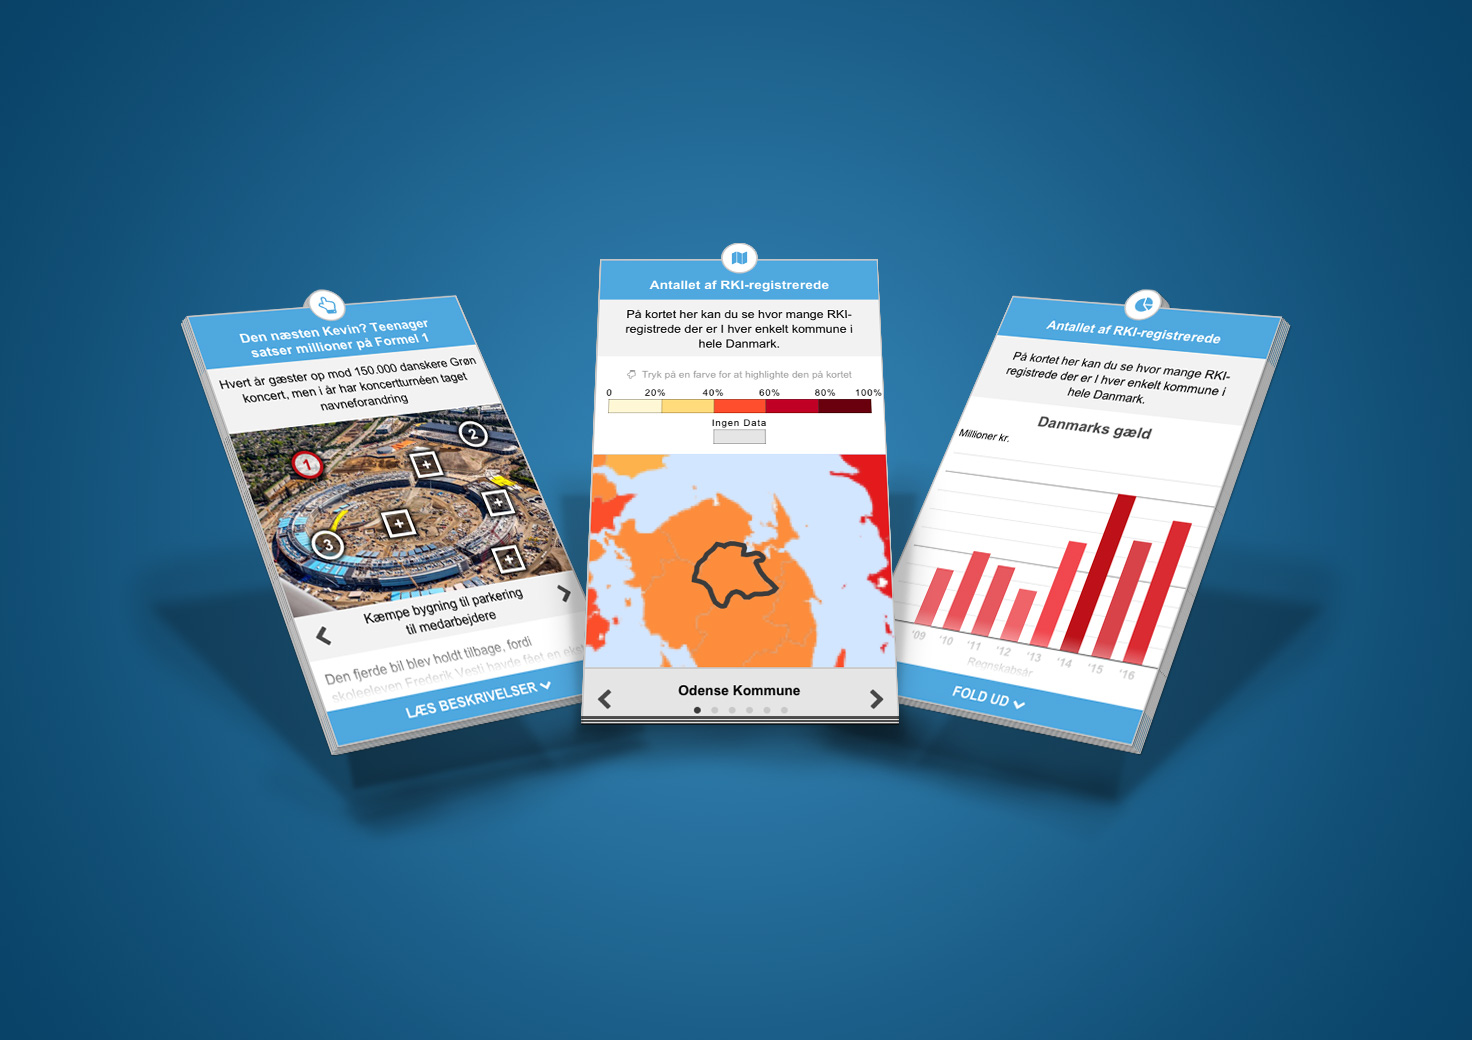 Den næsten Kevin? Teenager
satser millioner på Formel 1
Hvert år gæster op mod 150.000 danskere Grøn
koncert, men i år har koncertturnéen taget
navneforandring
1
2
3
Kæmpe bygning til parkering
til medarbejdere
Den fjerde bil blev holdt tilbage, fordi
skoleeleven Frederik Vesti havde fået en
LÆS BESKRIVELSER
Antallet af RKI-registrerede
På kortet her kan du se hvor mange RKI-
registrede der er I hver enkelt kommune i
hele Danmark.
Tryk på en farve for at highlighte den på kortet
0 20% 40% 60% 80% 100%
Ingen Data
Odense Kommune
Antallet af RKI-registrerede
På kortet her kan du se hvor mange RKI-
registrede der er I hver enkelt kommune i
hele Danmark.
Danmarks gæld
Millioner kr.
'09 '10 '11 '12 '13 '14 '15 '16
Regnskabsår
FOLD UD